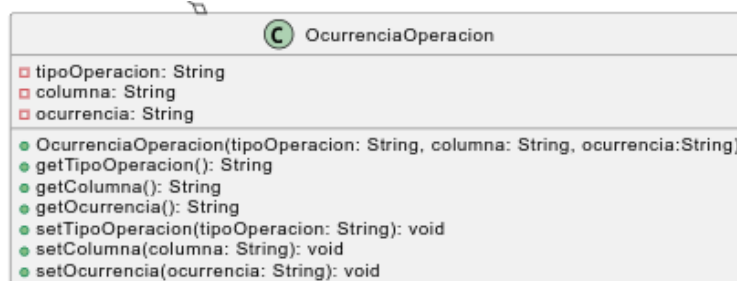 C OcurrenciaOperacion
tipoOperacion: String
columna: String
ocurrencia: String
OcurrenciaOperacion(tipoOperacion: String, columna: String, ocurrencia:String)
getTipoOperacion(): String
getColumna(): String
getOcurrencia(): String
setTipoOperacion(tipoOperacion: String): void
setColumna(columna: String): void
setOcurrencia(ocurrencia: String): void